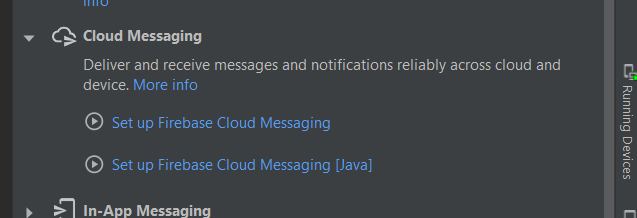 info
Cloud Messaging
Deliver and receive messages and notifications reliably across cloud and
device. More info
Set up Firebase Cloud Messaging
Set up Firebase Cloud Messaging [Java]
In-App Messaging
Running Devices